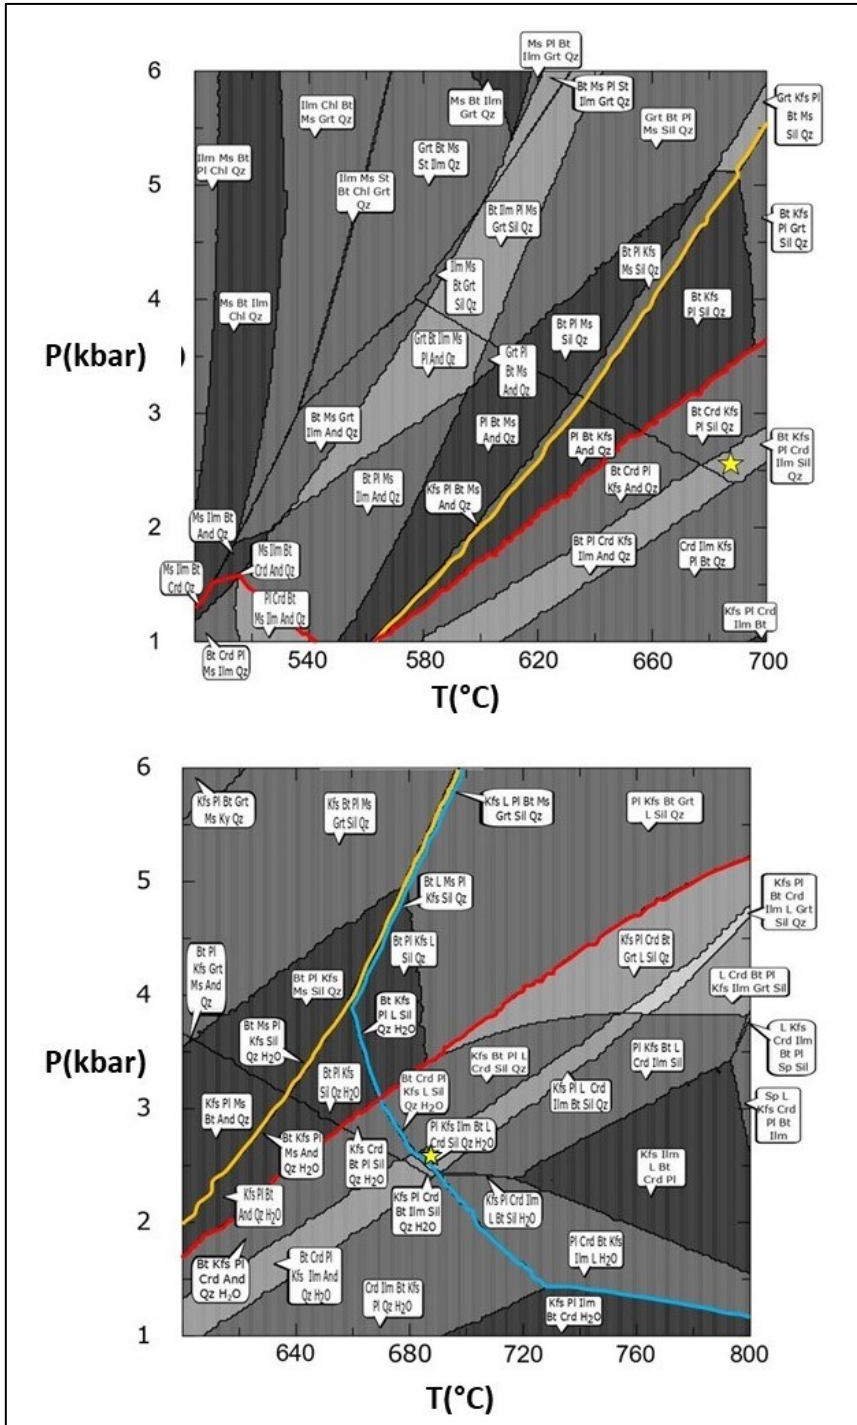 6
5
4
3
2
1
P(kbar)
)
540
580
620
660
700
T(°C)
Ms Pl Bt
Ilm Grt Qz
Bt Ms Pl St
Ilm Grt Qz
Ms Bt Ilm
Grt Qz
Ilm Chl Bt
Ms Grt Qz
Grt Kfs Pl
Bt Ms
Sil Qz
Grt Bt Pl
Ms Sil Qz
Grt Bt Ms
St Ilm Qz
Ilm Ms Bt
Pl Chl Qz
Ilm Ms St
Bt Chl Grt
Qz
Bt Ilm Pl Ms
Grt Sil Qz
Bt Kfs
Pl Grt
Sil Qz
Bt Pl Kfs
Ms Sil Qz
Ilm Ms
Bt Grt
Sil Qz
Ms Bt Ilm
Chl Qz
Bt Kfs
Pl Sil Qz
Grt Bt Ilm Ms
Pl And Qz
Bt Pl Ms
Sil Qz
Grt Pl
Bt Ms
And Qz
Bt Ms Grt
Ilm And Qz
Pl Bt Ms
And Qz
Pl Bt Kfs
And Qz
Bt Crd Kfs
Pl Sil Qz
Bt Kfs
Pl Crd
Ilm Sil
Qz
Bt Pl Ms
Ilm And Qz
Bt Crd Pl
Kfs And Qz
Kfs Pl Bt Ms
And Qz
Ms Ilm Bt
And Qz
Ms Ilm Bt
Crd And Qz
Ms Ilm Bt
Crd Qz
Bt Pl Crd Kfs
Ilm And Qz
Crd Ilm Kfs
Pl Bt Qz
Pl Crd Bt
Ms Ilm And Qz
Kfs Pl Crd
Ilm Bt
Bt Crd Pl
Ms Ilm Qz
6
5
4
3
2
1
P(kbar)
640
680
720
760
800
T(°C)
Kfs Pl Bt Grt
Ms Ky Qz
Kfs Bt Pl Ms
Grt Sil Qz
Kfs L Pl Bt Ms
Grt Sil Qz
Pl Kfs Bt Grt
L Sil Qz
Bt L Ms Pl
Kfs Sil Qz
Kfs Pl
Bt Crd
Ilm L Grt
Sil Qz
Bt Pl
Kfs Grt
Ms And
Qz
Bt Pl Kfs L
Sil Qz
Kfs Pl Crd Bt
Grt L Sil Qz
Bt Pl Kfs
Ms Sil Qz
L Crd Bt Pl
Kfs Ilm Grt Sil
Bt Kfs
Pl L Sil
Qz H2O
Bt Ms Pl
Kfs Sil
Qz H2O
L Kfs
Crd Ilm
Bt Pl
Sp Sil
Kfs Bt Pl L
Crd Sil Qz
Pl Kfs Bt L
Crd Ilm Sil
Bt Pl Kfs
Sil Qz H2O
Bt Crd Pl
Kfs L Sil
Qz H2O
Kfs Pl L Crd
Ilm Bt Sil Qz
Kfs Pl Ms
Bt And Qz
Pl Kfs Ilm Bt L
Crd Sil Qz H2O
Sp L
Kfs Crd
Pl Bt
Ilm
Bt Kfs Pl
Ms And
Qz H2O
Kfs Crd
Bt Pl Sil
Qz H2O
Kfs Ilm
L Bt
Crd Pl
Kfs Pl Bt
And Qz H2O
Kfs Pl Crd
Bt Ilm Sil
Qz H2O
Kfs Pl Crd Ilm
L Bt Sil H2O
Bt Kfs Pl
Crd And
Qz H2O
Bt Crd Pl
Kfs Ilm And
Qz H2O
Crd Ilm Bt Kfs
Pl Qz H2O
Pl Crd Bt Kfs
Ilm L H2O
Kfs Pl Ilm
Bt Crd H2O